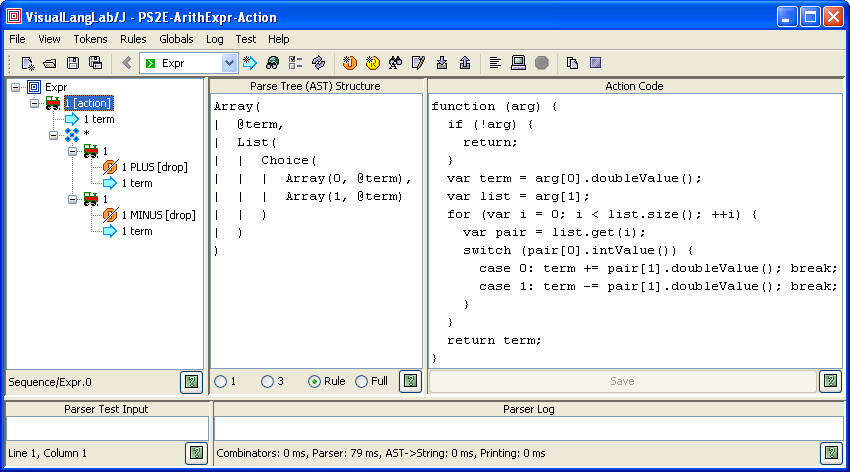 VisualLangLab/J - PS2E-ArithExpr-Action
File View Tokens Rules Globals Log Test Help
Expr
Expr
1 [action]
1 term
*
1
1 PLUS [drop]
1 term
1
1 MINUS [drop]
1 term
Sequence/Expr.0
Parse Tree (AST) Structure
Array(
| @term,
| List(
| | Choice(
| | | Array(0, @term),
| | | Array(1, @term)
| | )
| )
)
1 3 Rule Full
Action Code
function (arg) {
if (!arg) {
return;
}
var term = arg[0].doubleValue();
var list = arg[1];
for (var i = 0; i < list.size(); ++i) {
var pair = list.get(i);
switch (pair[0].intValue()) {
case 0: term += pair[1].doubleValue(); break;
case 1: term -= pair[1].doubleValue(); break;
}
}
return term;
}
Save
Parser Test Input
Line 1, Column 1
Parser Log
Combinators: 0 ms, Parser: 79 ms, AST->String: 0 ms, Printing: 0 ms